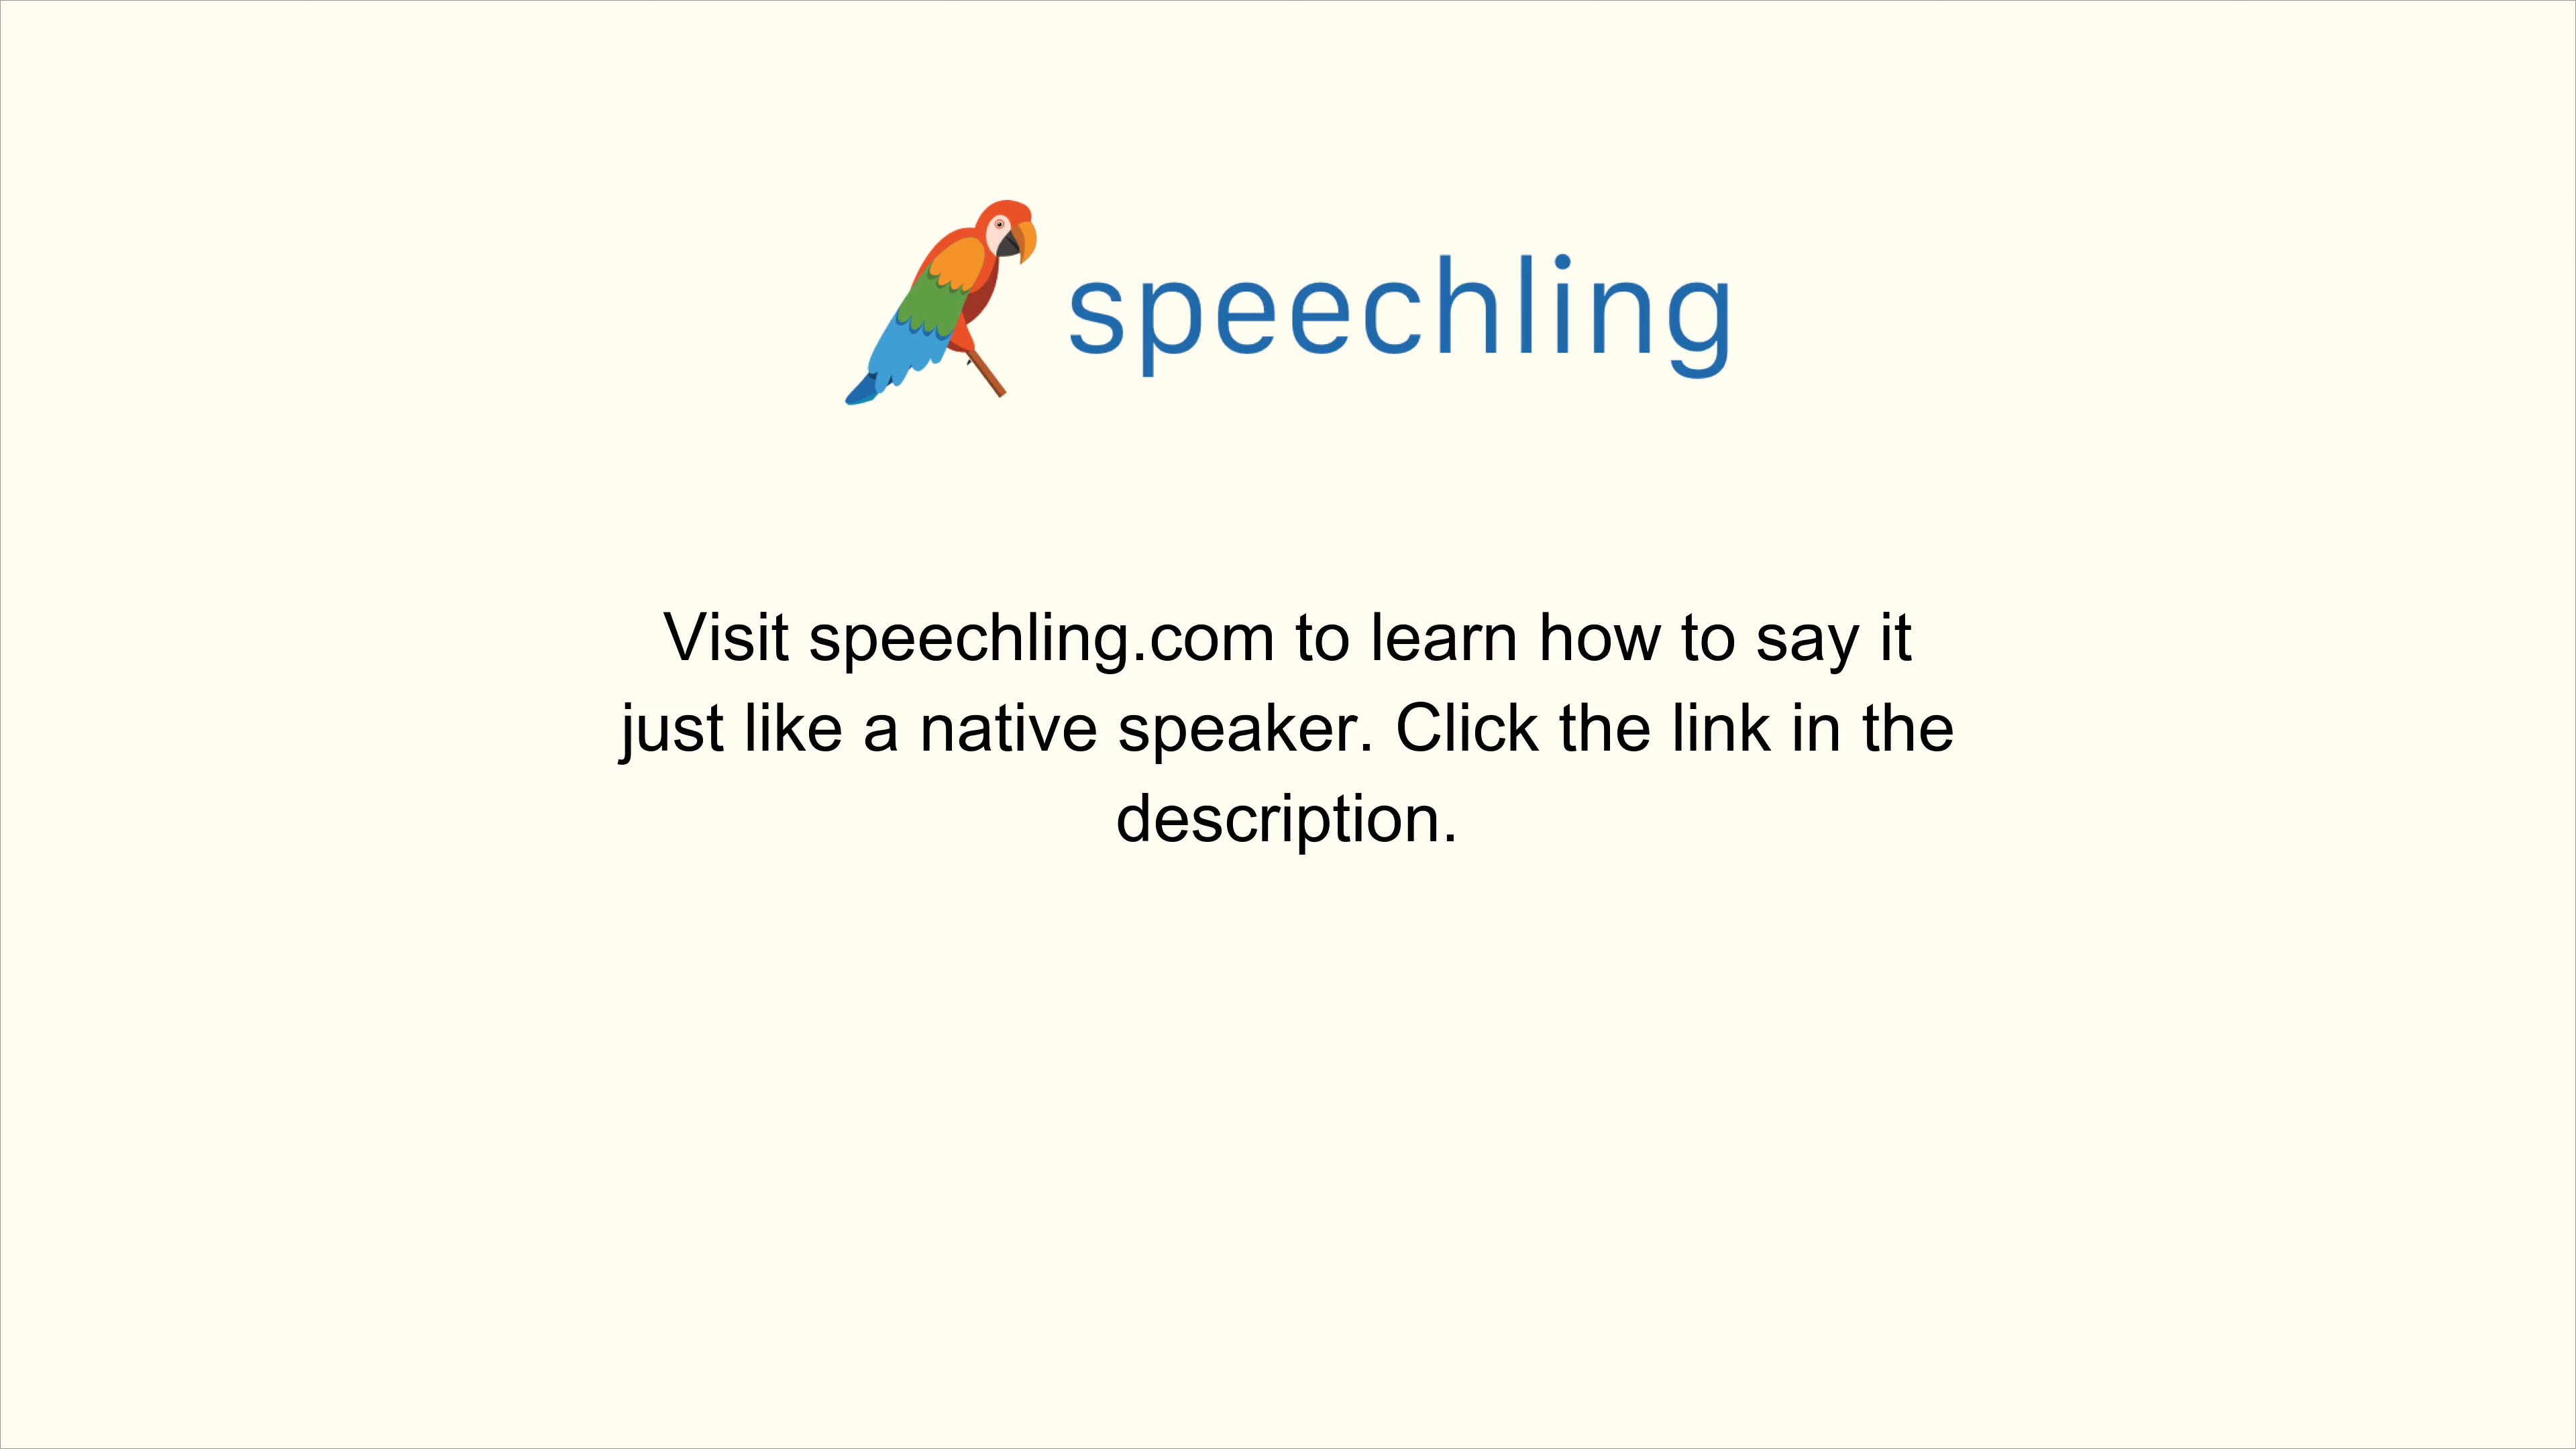 speechling
Visit speechling.com to learn how to say it
just like a native speaker. Click the link in the
description.